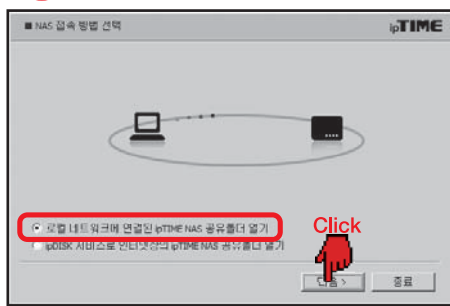 ■ NAS 접속 방법 선택
ipTIME
로컬 네트워크에 연결된 ipTIME NAS 공유폴더 열기
ipDISK 서비스로 인터넷상의 ipTIME NAS 공유폴더 열기
Click
다음 >
종료